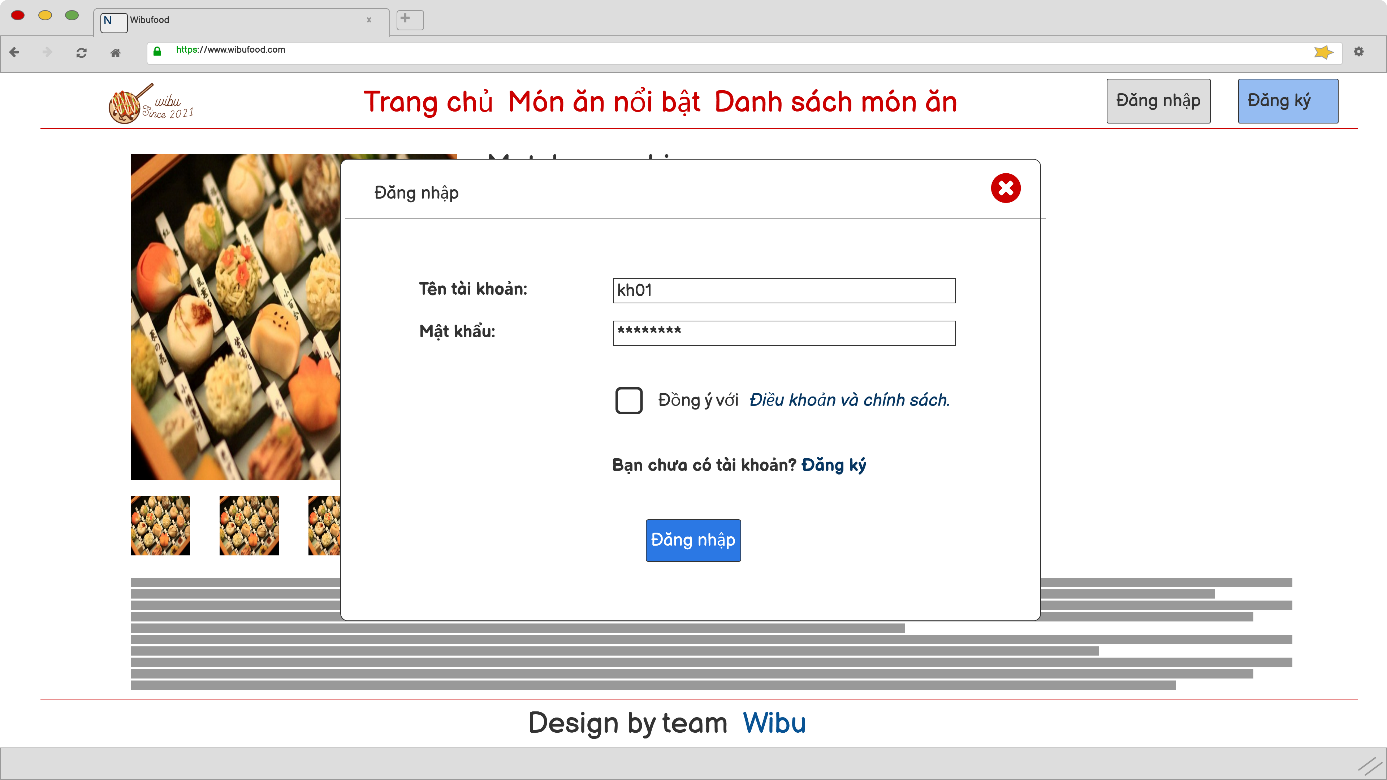 N Wibufood x
https://www.wibufood.com
wibu
Since 2021
Trang chủ Món ăn nổi bật Danh sách món ăn
Đăng nhập
Đăng ký
Đăng nhập
Tên tài khoản:
kh01
Mật khẩu:
********
Đồng ý với Điều khoản và chính sách.
Bạn chưa có tài khoản? Đăng ký
Đăng nhập
Design by team Wibu